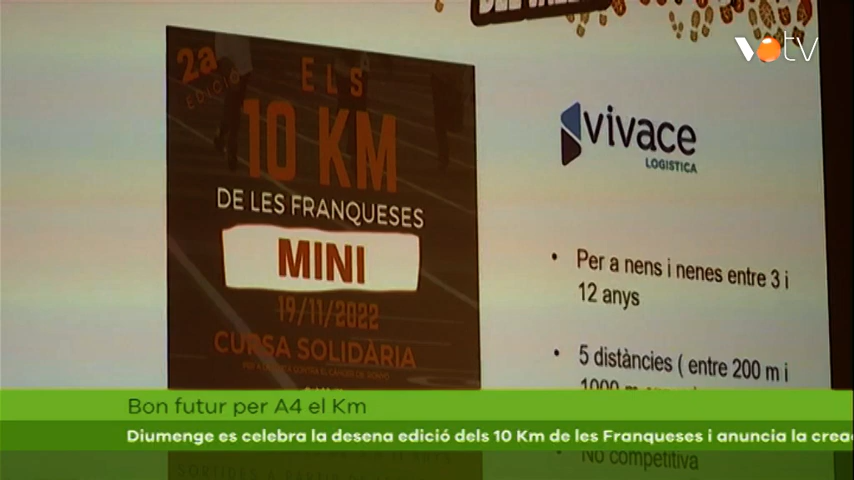 votv
2a
EDICIÓ
ELS
10 KM
DE LES FRANQUESES
MINI
19/11/2022
CURSA SOLIDÀRIA
vivace
LOGISTICA
• Per a nens i nenes entre 3 i
12 anys
• 5 distàncies ( entre 200 m i
1000 m
No competitiva
Bon futur per A4 el Km
Diumenge es celebra la desena edició dels 10 Km de les Franqueses i anuncia la crea